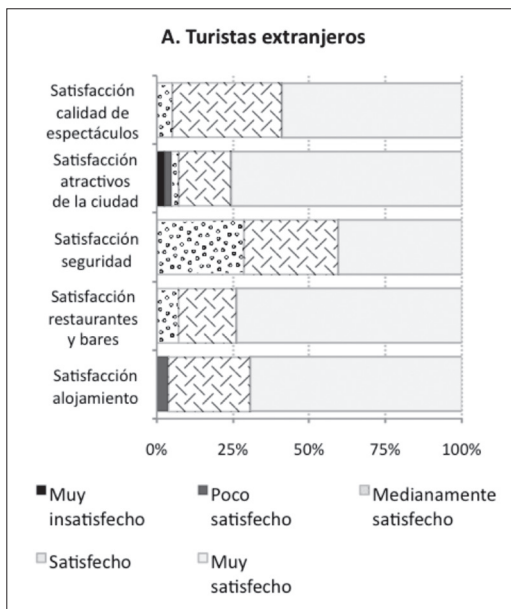 A. Turistas extranjeros
Satisfacción
calidad de
espectáculos
Satisfacción
atractivos
de la ciudad
Satisfacción
seguridad
Satisfacción
restaurantes
y bares
Satisfacción
alojamiento
0% 25% 50% 75% 100%
Muy
insatisfecho
Poco
satisfecho
Medianamente
satisfecho
Satisfecho
Muy
satisfecho